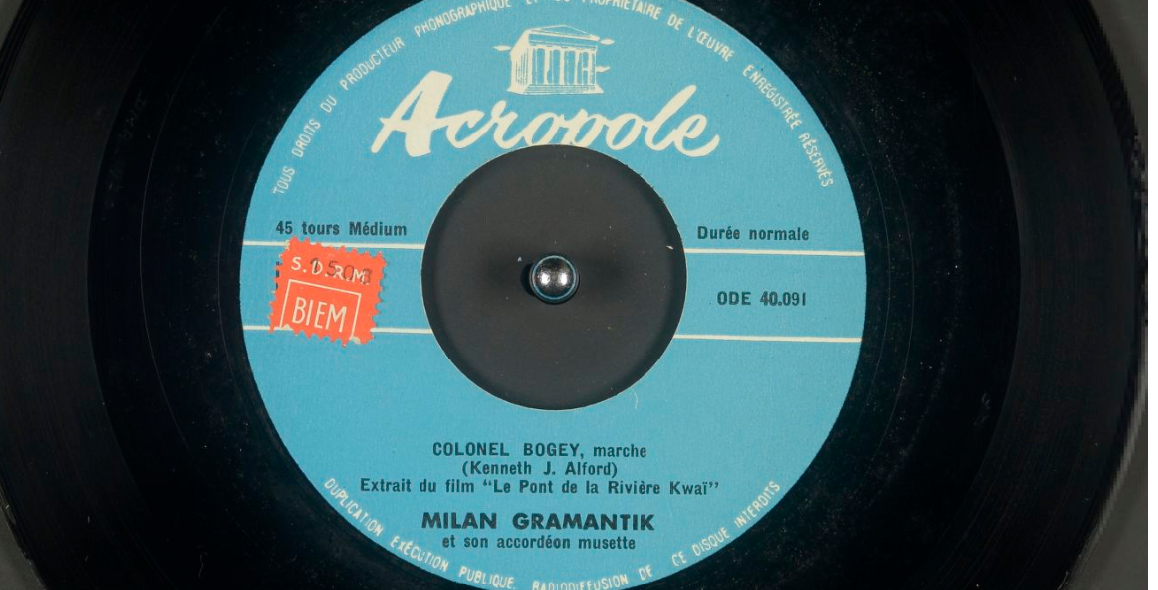 TOUS DROITS DU PRODUCTEUR PHONOGRAPHIQUE ET DU PROPRIÉTAIRE DE L'ŒUVRE ENREGISTRÉE RÉSERVÉS
Acropole
45 tours Médium
Durée normale
S.D.R.M
BIEM
ODE 40.091
COLONEL BOGEY, marche
(Kenneth J. Alford)
Extrait du film “Le Pont de la Rivière Kwaï”
MILAN GRAMANTIK
et son accordéon musette
DUPLICATION EXÉCUTION PUBLIQUE. RADIODIFFUSION DE CE DISQUE INTERDITS